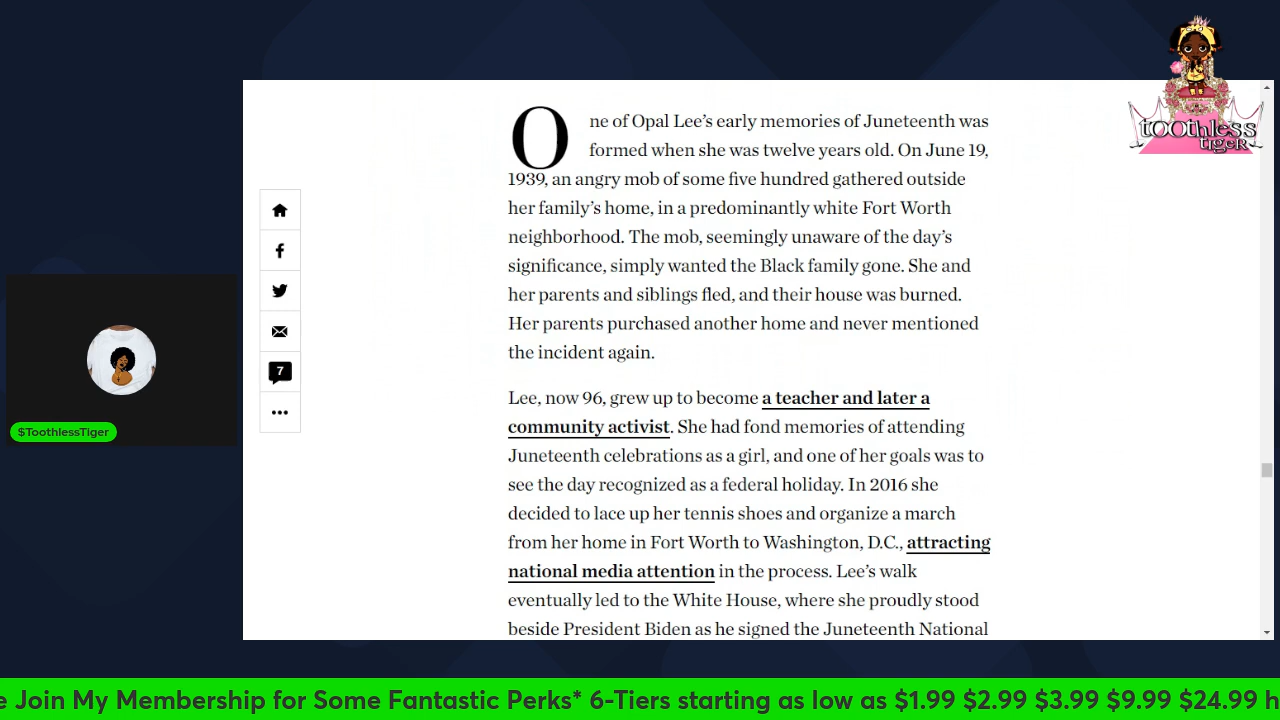 toothless
tiger
One of Opal Lee’s early memories of Juneteenth was
formed when she was twelve years old. On June 19,
1939, an angry mob of some five hundred gathered outside
her family’s home, in a predominantly white Fort Worth
neighborhood. The mob, seemingly unaware of the day’s
significance, simply wanted the Black family gone. She and
her parents and siblings fled, and their house was burned.
Her parents purchased another home and never mentioned
the incident again.
Lee, now 96, grew up to become a teacher and later a
community activist. She had fond memories of attending
Juneteenth celebrations as a girl, and one of her goals was to
see the day recognized as a federal holiday. In 2016 she
decided to lace up her tennis shoes and organize a march
from her home in Fort Worth to Washington, D.C., attracting
national media attention in the process. Lee’s walk
eventually led to the White House, where she proudly stood
beside President Biden as he signed the Juneteenth National
7
$ToothlessTiger
e Join My Membership for Some Fantastic Perks* 6-Tiers starting as low as $1.99 $2.99 $3.99 $9.99 $24.99 h